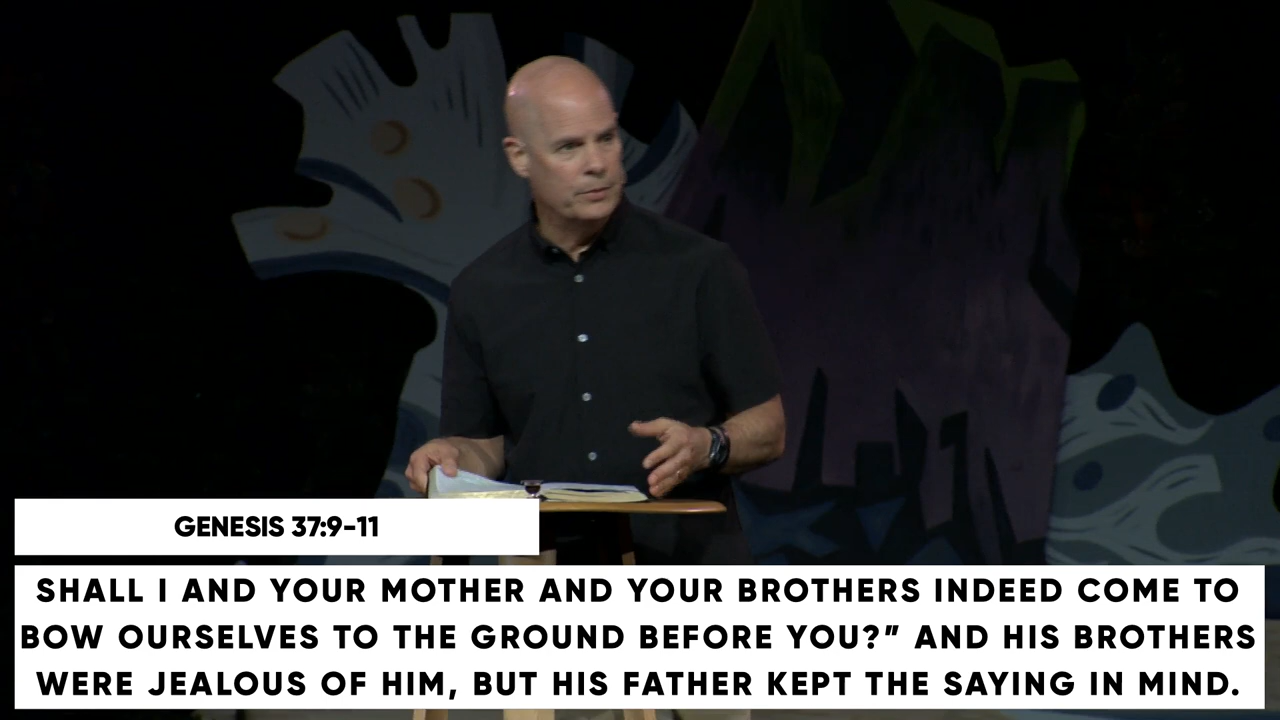 GENESIS 37:9-11
SHALL I AND YOUR MOTHER AND YOUR BROTHERS INDEED COME TO
BOW OURSELVES TO THE GROUND BEFORE YOU?” AND HIS BROTHERS
WERE JEALOUS OF HIM, BUT HIS FATHER KEPT THE SAYING IN MIND.